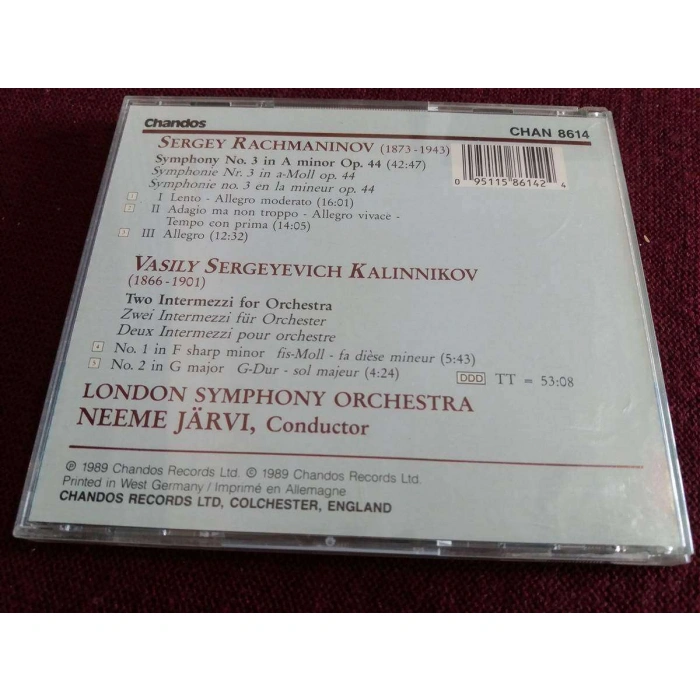 Chandos
CHAN 8614
SERGEY RACHMANINOV (1873-1943)
Symphony No. 3 in A minor Op. 44 (42:47)
Symphonie Nr. 3 in a-Moll op. 44
Symphonie no. 3 en la mineur op. 44
1 I Lento - Allegro moderato (16:01)
2 II Adagio ma non troppo - Allegro vivace -
Tempo con prima (14:05)
3 III Allegro (12:32)
0 95115 86142 4
VASILY SERGEYEVICH KALINNIKOV
(1866-1901)
Two Intermezzi for Orchestra
Zwei Intermezzi für Orchester
Deux Intermezzi pour orchestre
4 No. 1 in F sharp minor fis-Moll - fa dièse mineur (5:43)
5 No. 2 in G major G-Dur - sol majeur (4:24)
DDD TT = 53:08
LONDON SYMPHONY ORCHESTRA
NEEME JÄRVI, Conductor
℗ 1989 Chandos Records Ltd. © 1989 Chandos Records Ltd.
Printed in West Germany / Imprimé en Allemagne
CHANDOS RECORDS LTD, COLCHESTER, ENGLAND